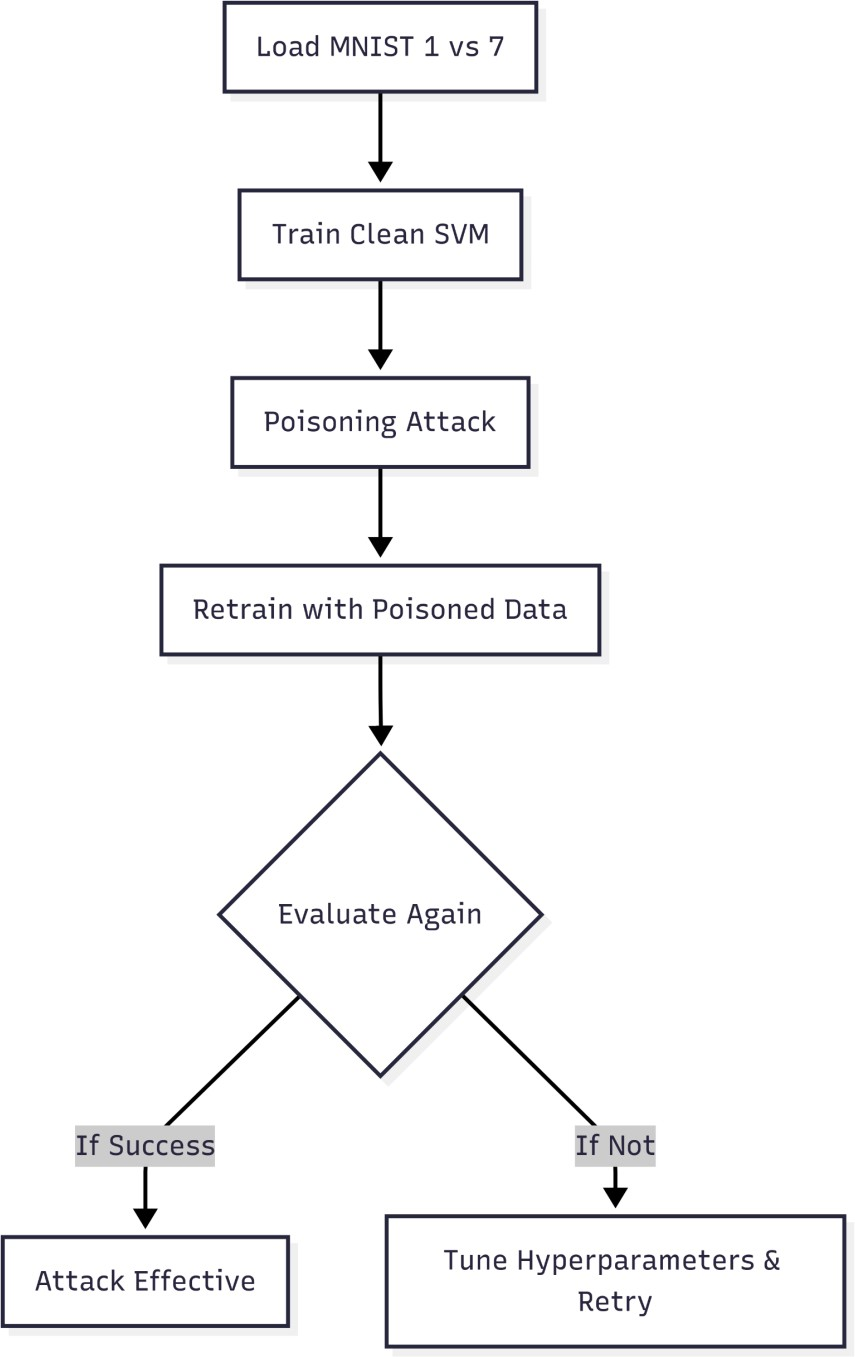 Load MNIST 1 vs 7
Train Clean SVM
Poisoning Attack
Retrain with Poisoned Data
Evaluate Again
If Success
If Not
Attack Effective
Tune Hyperparameters &
Retry